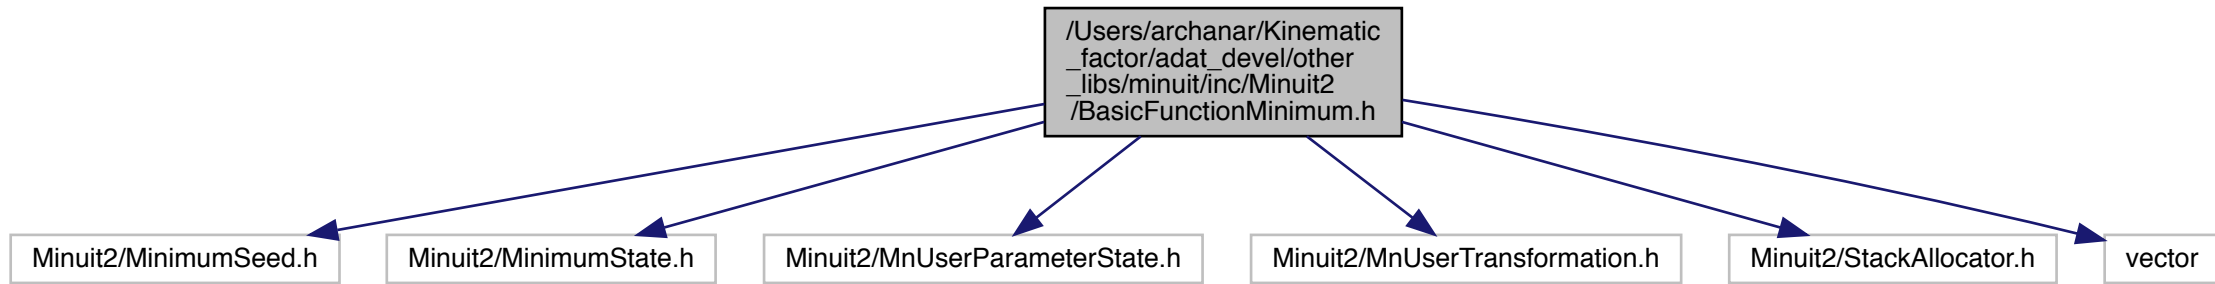 /Users/archanar/Kinematic
_factor/adat_devel/other
_libs/minuit/inc/Minuit2
/BasicFunctionMinimum.h
Minuit2/MinimumSeed.h
Minuit2/MinimumState.h
Minuit2/MnUserParameterState.h
Minuit2/MnUserTransformation.h
Minuit2/StackAllocator.h
vector